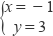 x = −1
y = 3